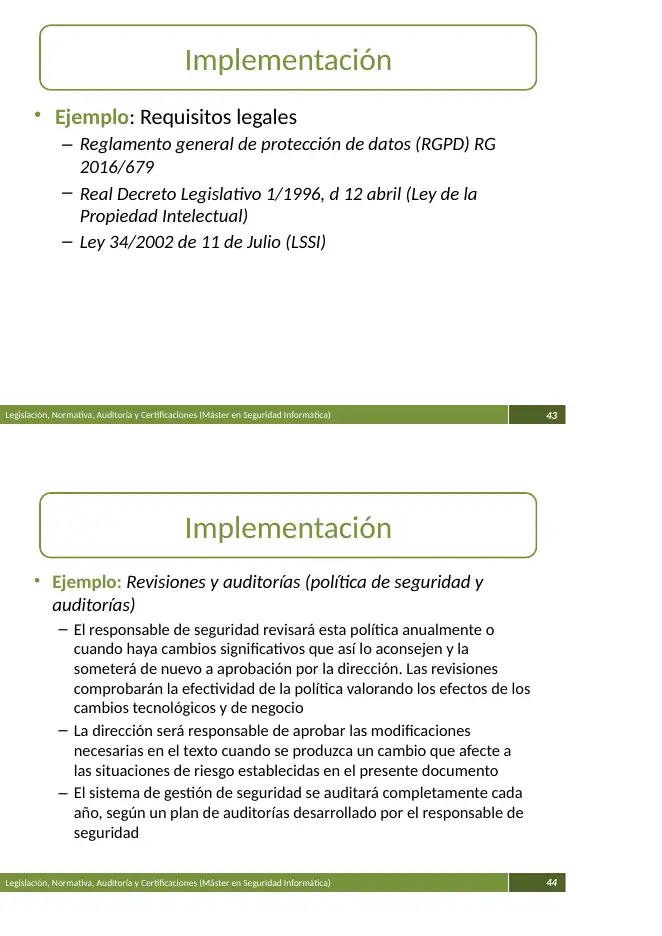 Implementación
• Ejemplo: Requisitos legales
– Reglamento general de protección de datos (RGPD) RG
2016/679
– Real Decreto Legislativo 1/1996, d 12 abril (Ley de la
Propiedad Intelectual)
– Ley 34/2002 de 11 de Julio (LSSI)
Legislación, Normativa, Auditoría y Certificaciones (Máster en Seguridad Informática)
43
Implementación
• Ejemplo: Revisiones y auditorías (política de seguridad y
auditorías)
– El responsable de seguridad revisará esta política anualmente o
cuando haya cambios significativos que así lo aconsejen y la
someterá de nuevo a aprobación por la dirección. Las revisiones
comprobarán la efectividad de la política valorando los efectos de los
cambios tecnológicos y de negocio
– La dirección será responsable de aprobar las modificaciones
necesarias en el texto cuando se produzca un cambio que afecte a
las situaciones de riesgo establecidas en el presente documento
– El sistema de gestión de seguridad se auditará completamente cada
año, según un plan de auditorías desarrollado por el responsable de
seguridad
Legislación, Normativa, Auditoría y Certificaciones (Máster en Seguridad Informática)
44